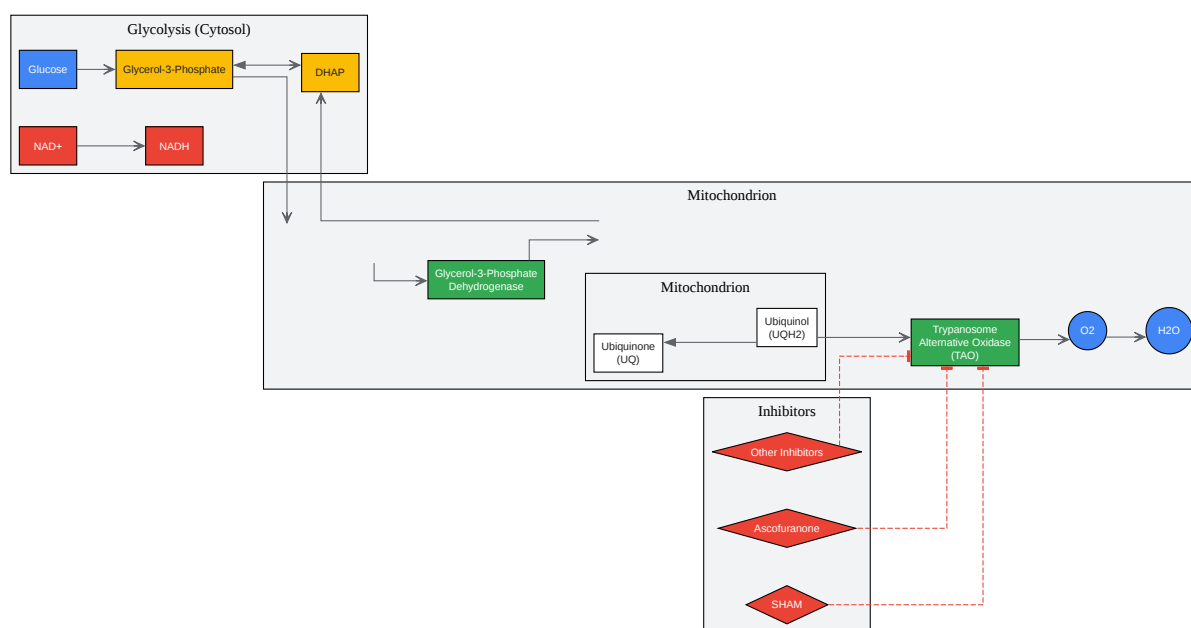 Glycolysis (Cytosol)
Glucose
Glycerol-3-Phosphate
DHAP
NAD+
NADH
Mitochondrion
Glycerol-3-Phosphate
Dehydrogenase
Mitochondrion
Ubiquinol
(UQH2)
Ubiquinone
(UQ)
Trypanosome
Alternative Oxidase
(TAO)
O2
H2O
Inhibitors
Other Inhibitors
Ascofuranone
SHAM